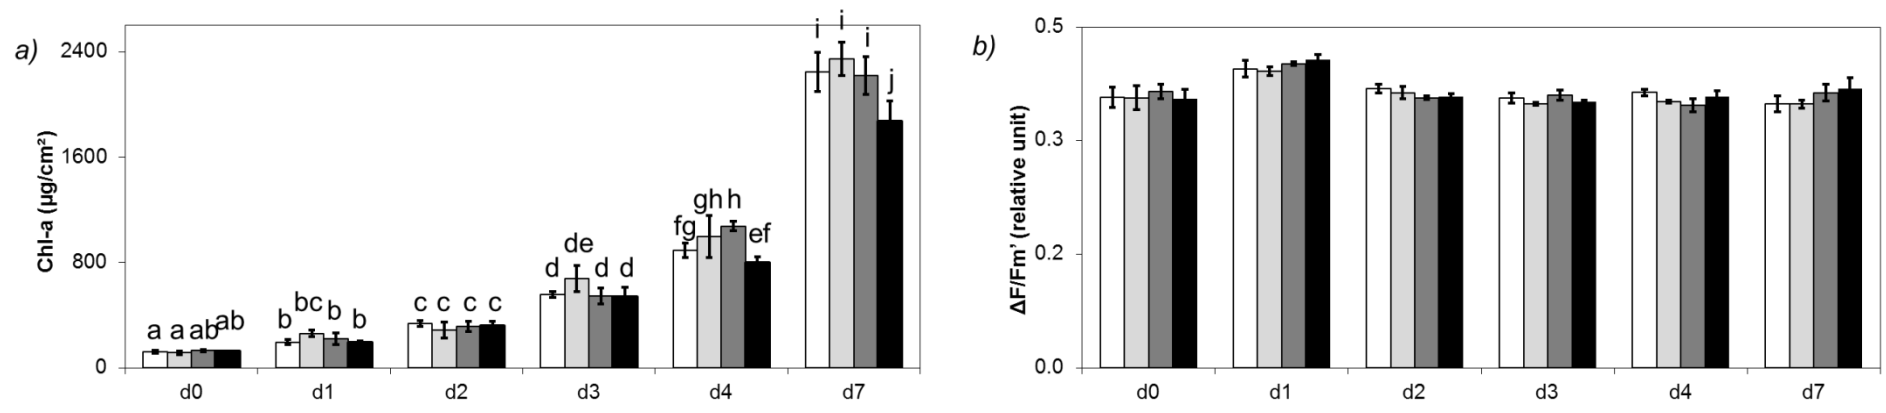 a)
Chl-a (µg/cm²)
2400
1600
800
0
a a ab ab
b bc b b
c c c c
d de d d
fg gh h ef
i i i j
d0 d1 d2 d3 d4 d7
b)
ΔF/Fm’ (relative unit)
0.5
0.3
0.2
0.0
d0 d1 d2 d3 d4 d7